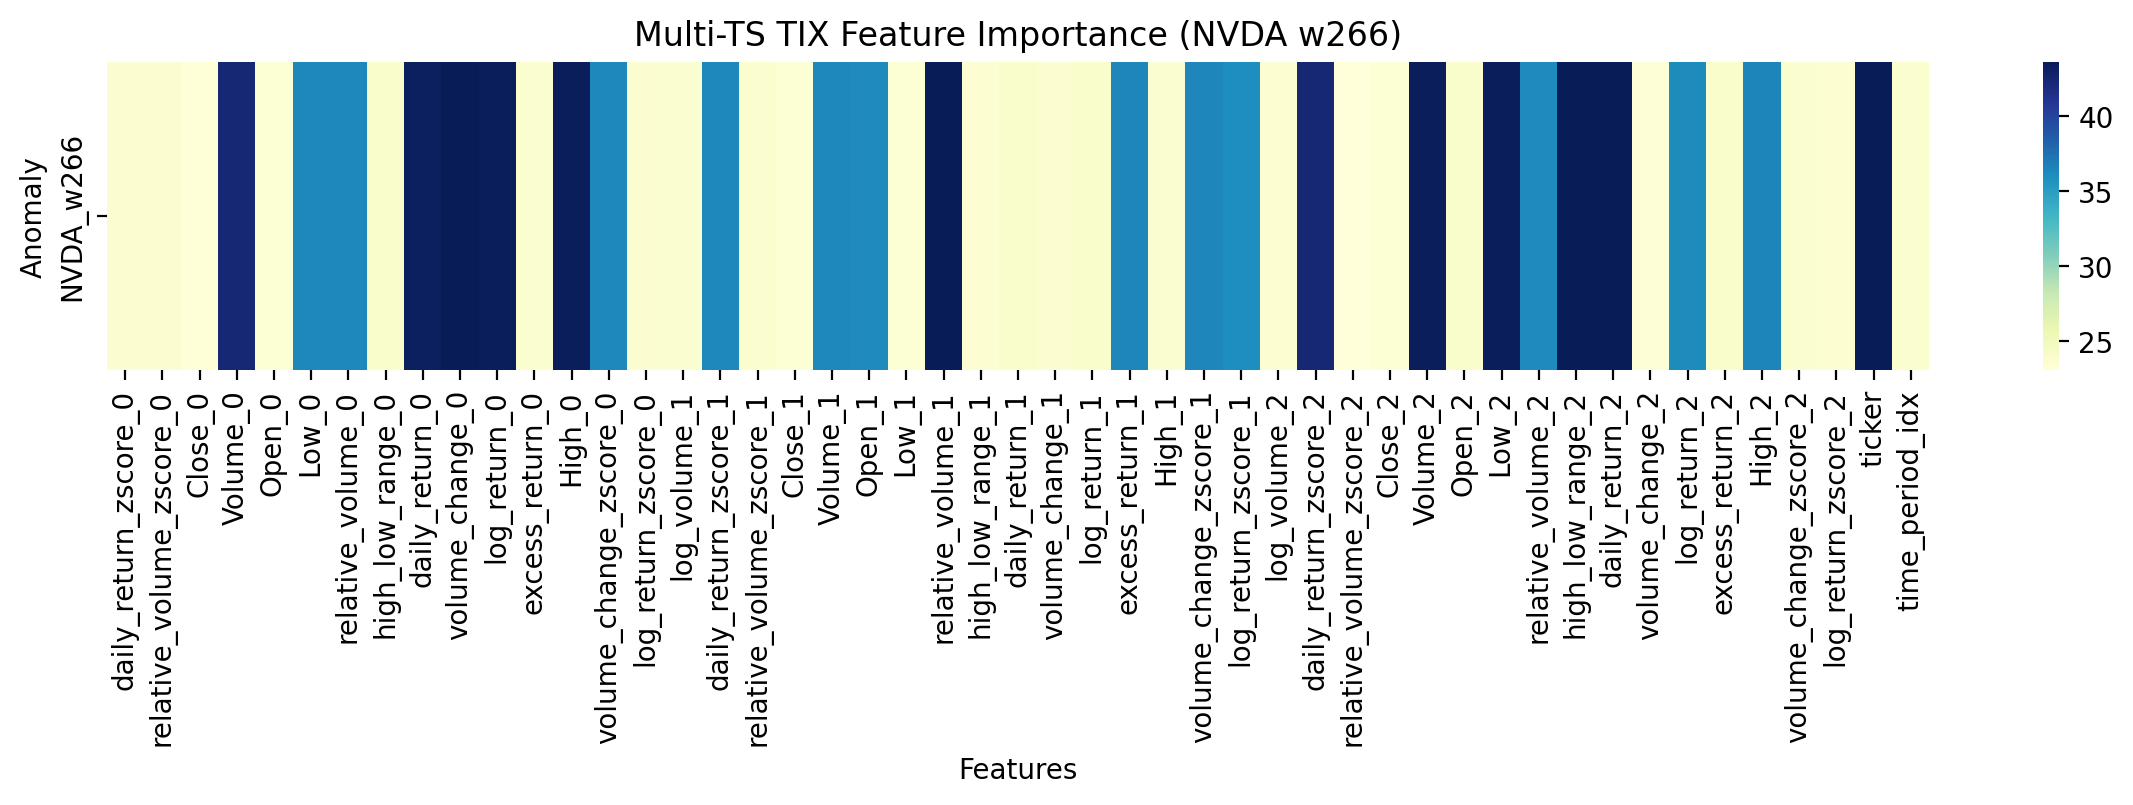 Multi-TS TIX Feature Importance (NVDA w266)
Anomaly
NVDA_w266
40
35
30
25
daily_return_zscore_0
relative_volume_zscore_0
Close_0
Volume_0
Open_0
Low_0
relative_volume_0
high_low_range_0
daily_return_0
volume_change_0
log_return_0
excess_return_0
High_0
volume_change_zscore_0
log_return_zscore_0
log_volume_1
daily_return_zscore_1
relative_volume_zscore_1
Close_1
Volume_1
Open_1
Low_1
relative_volume_1
high_low_range_1
daily_return_1
volume_change_1
log_return_1
excess_return_1
High_1
volume_change_zscore_1
log_return_zscore_1
log_volume_2
daily_return_zscore_2
relative_volume_zscore_2
Close_2
Volume_2
Open_2
Low_2
relative_volume_2
high_low_range_2
daily_return_2
volume_change_2
log_return_2
excess_return_2
High_2
volume_change_zscore_2
log_return_zscore_2
ticker
time_period_idx
Features